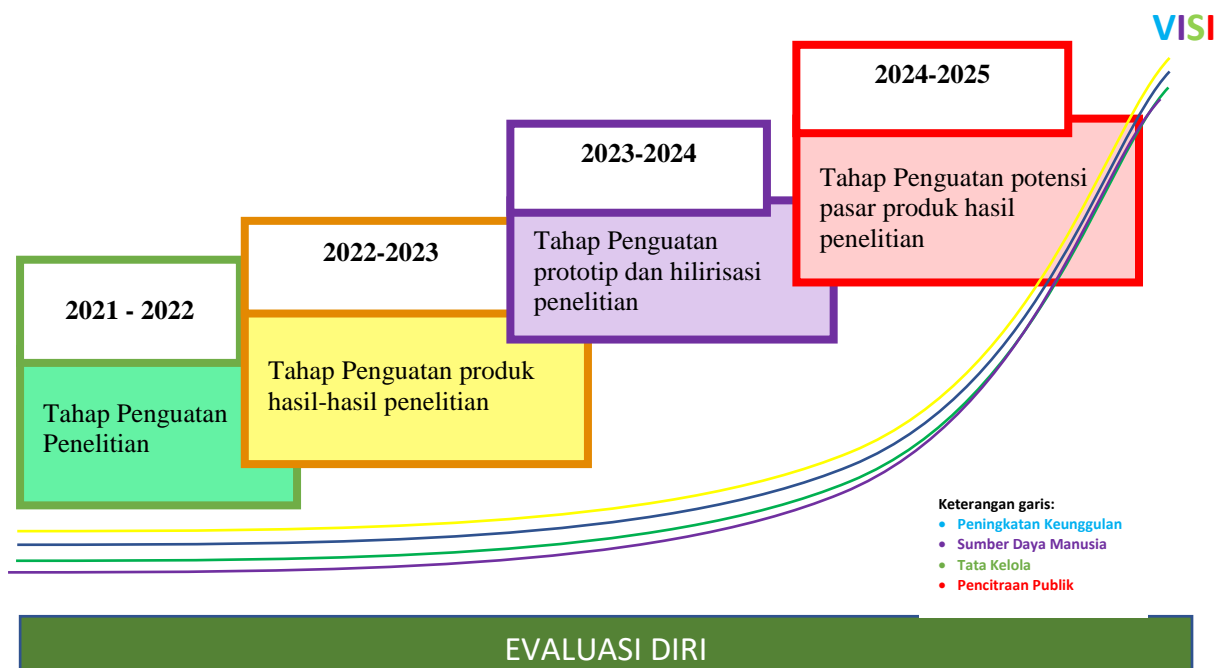 VISI
2024-2025
Tahap Penguatan potensi
pasar produk hasil
penelitian
2023-2024
Tahap Penguatan
prototip dan hilirisasi
penelitian
2022-2023
Tahap Penguatan produk
hasil-hasil penelitian
2021 - 2022
Tahap Penguatan
Penelitian
Keterangan garis:
• Peningkatan Keunggulan
• Sumber Daya Manusia
• Tata Kelola
• Pencitraan Publik
EVALUASI DIRI